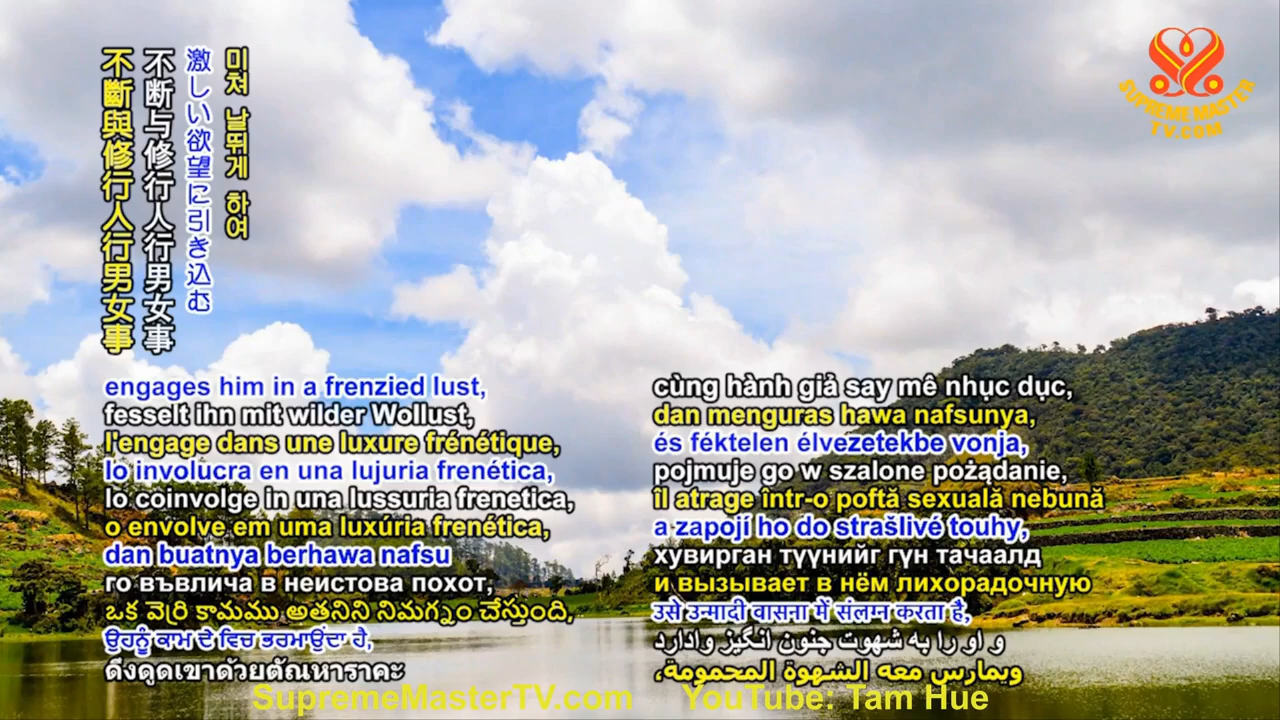 미쳐 날뛰게 하여
激しい欲望に引き込む
不断与修行人行男女事
不斷與修行人行男女事
SUPREME MASTER
TV.COM
engages him in a frenzied lust,
fesselt ihn mit wilder Wollust,
l'engage dans une luxure frénétique,
lo involucra en una lujuria frenética,
lo coinvolge in una lussuria frenetica,
o envolve em uma luxúria frenética,
dan buatnya berhawa nafsu
го въвлича в неистова похот,
ఒక వెర్రి కామము అతనిని నిమగ్నం చేస్తుంది,
ਉਹਨੂੰ ਕਾਮ ਦੇ ਵਿਚ ਭਰਮਾਉਂਦਾ ਹੈ,
ดึงดูดเขาด้วยตัณหาราคะ
cùng hành giả say mê nhục dục,
dan menguras hawa nafsunya,
és féktelen élvezetekbe vonja,
pojmuje go w szalone pożądanie,
îl atrage într-o poftă sexuală nebună
a zapojí ho do strašlivé touhy,
хувирган түүнийг гүн тачаалд
и вызывает в нём лихорадочную
उसे उन्मादी वासना में संलग्न करता है,
و او را به شهوت جنون انگیز وادارد
ويمارس معه الشهوة المحمومة،
SupremeMasterTV.com YouTube: Tam Hue